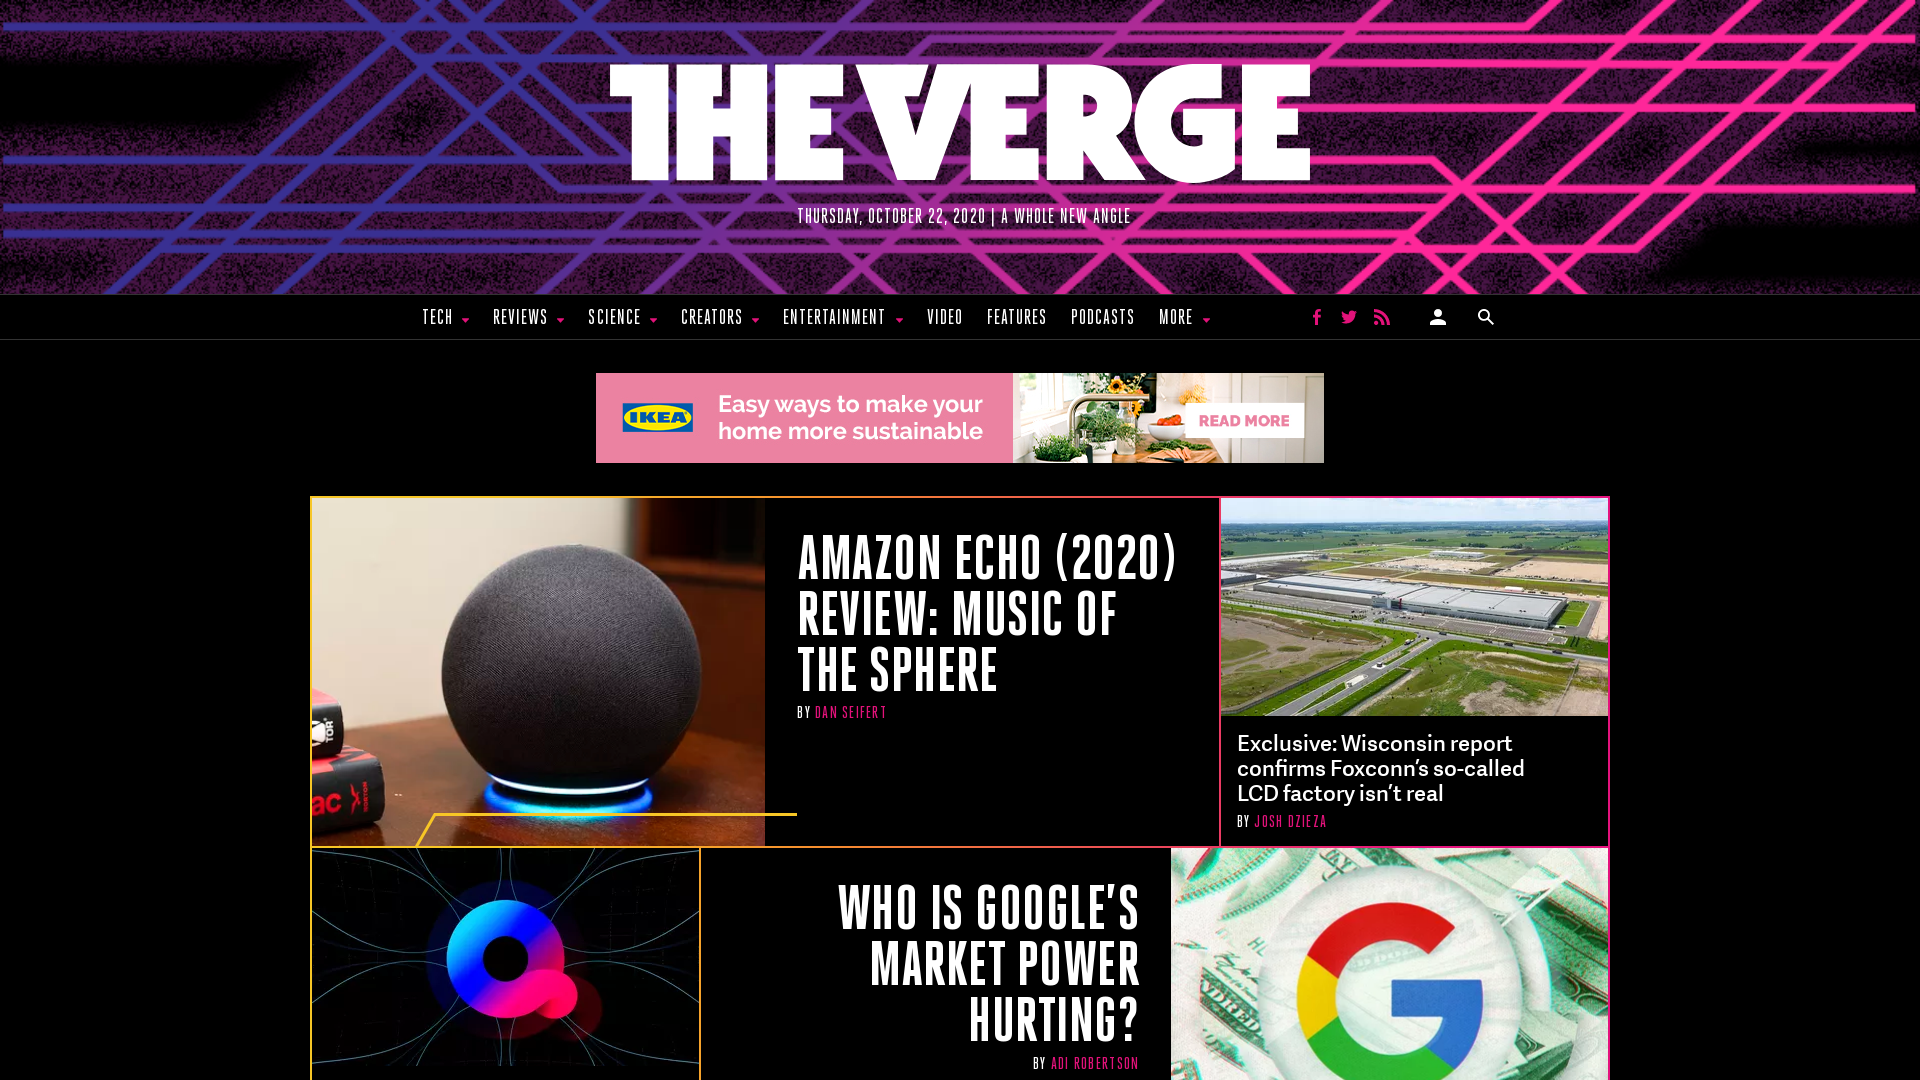 THE VERGE
THURSDAY, OCTOBER 22, 2020 | A WHOLE NEW ANGLE
TECH REVIEWS SCIENCE CREATORS ENTERTAINMENT VIDEO FEATURES PODCASTS MORE
IKEA
Easy ways to make your
home more sustainable
READ MORE
AMAZON ECHO (2020)
REVIEW: MUSIC OF
THE SPHERE
BY DAN SEIFERT
TOR
ac
Exclusive: Wisconsin report
confirms Foxconn’s so-called
LCD factory isn’t real
BY JOSH DZIEZA
WHO IS GOOGLE’S
MARKET POWER
HURTING?
BY ADI ROBERTSON